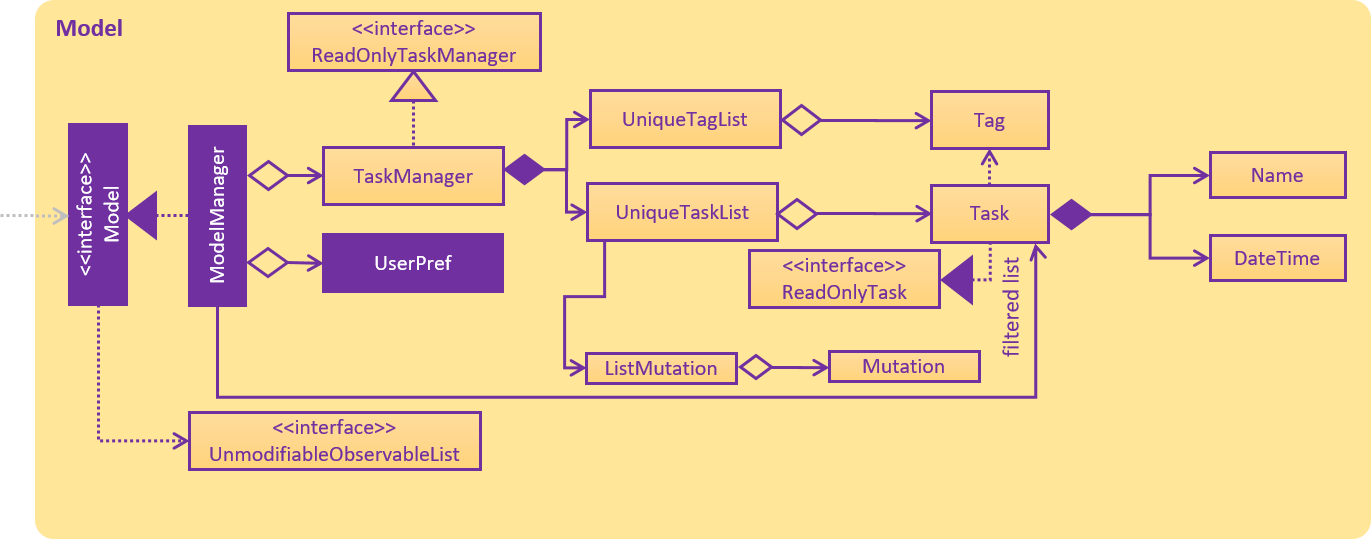 Model
<<interface>>
ReadOnlyTaskManager
<<interface>>
Model
ModelManager
TaskManager
UserPref
UniqueTagList
UniqueTaskList
Tag
Task
Name
DateTime
<<interface>>
ReadOnlyTask
filtered list
ListMutation
Mutation
<<interface>>
UnmodifiableObservableList